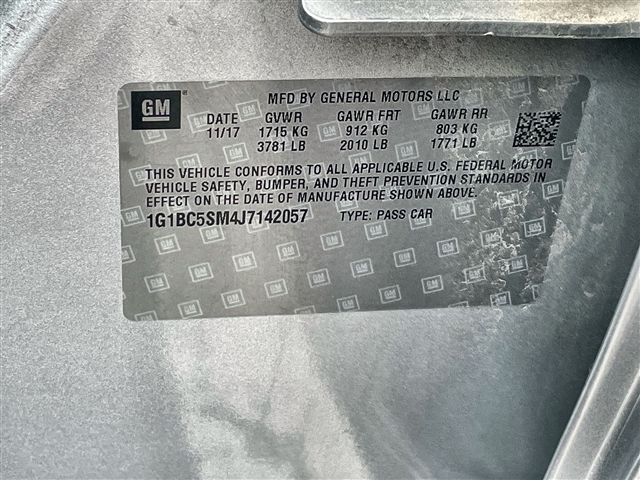 GM
MFD BY GENERAL MOTORS LLC
DATE GVWR GAWR FRT GAWR RR
11/17 1715 KG 912 KG 803 KG
3781 LB 2010 LB 1771 LB
THIS VEHICLE CONFORMS TO ALL APPLICABLE U.S. FEDERAL MOTOR
VEHICLE SAFETY, BUMPER, AND THEFT PREVENTION STANDARDS IN
EFFECT ON THE DATE OF MANUFACTURE SHOWN ABOVE.
1G1BC5SM4J7142057 TYPE: PASS CAR